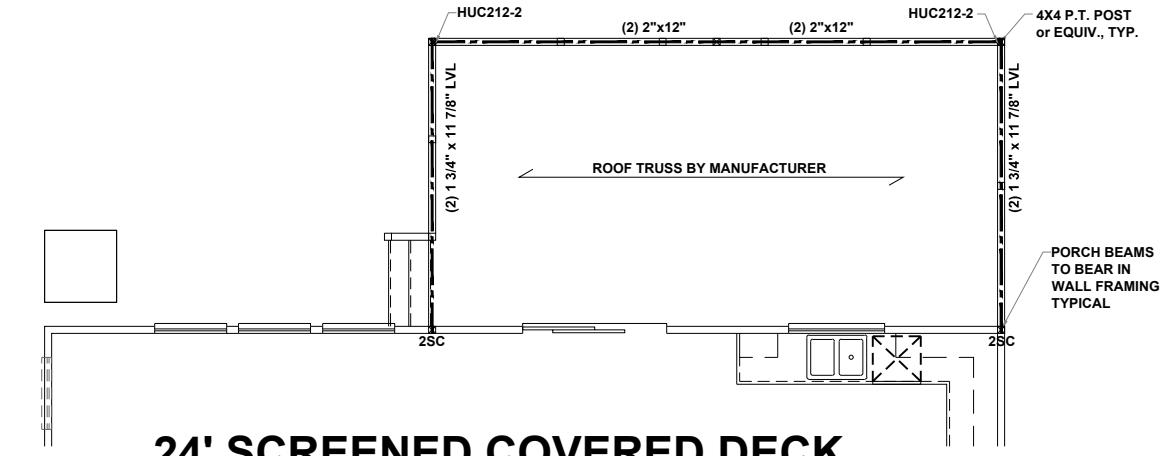 HUC212-2
(2) 2"x12"
(2) 2"x12"
HUC212-2
4X4 P.T. POST
or EQUIV., TYP.
(2) 1 3/4" x 11 7/8" LVL
ROOF TRUSS BY MANUFACTURER
(2) 1 3/4" x 11 7/8" LVL
PORCH BEAMS
TO BEAR IN
WALL FRAMING
TYPICAL
2SC
2SC
24' SCREENED COVERED DECK